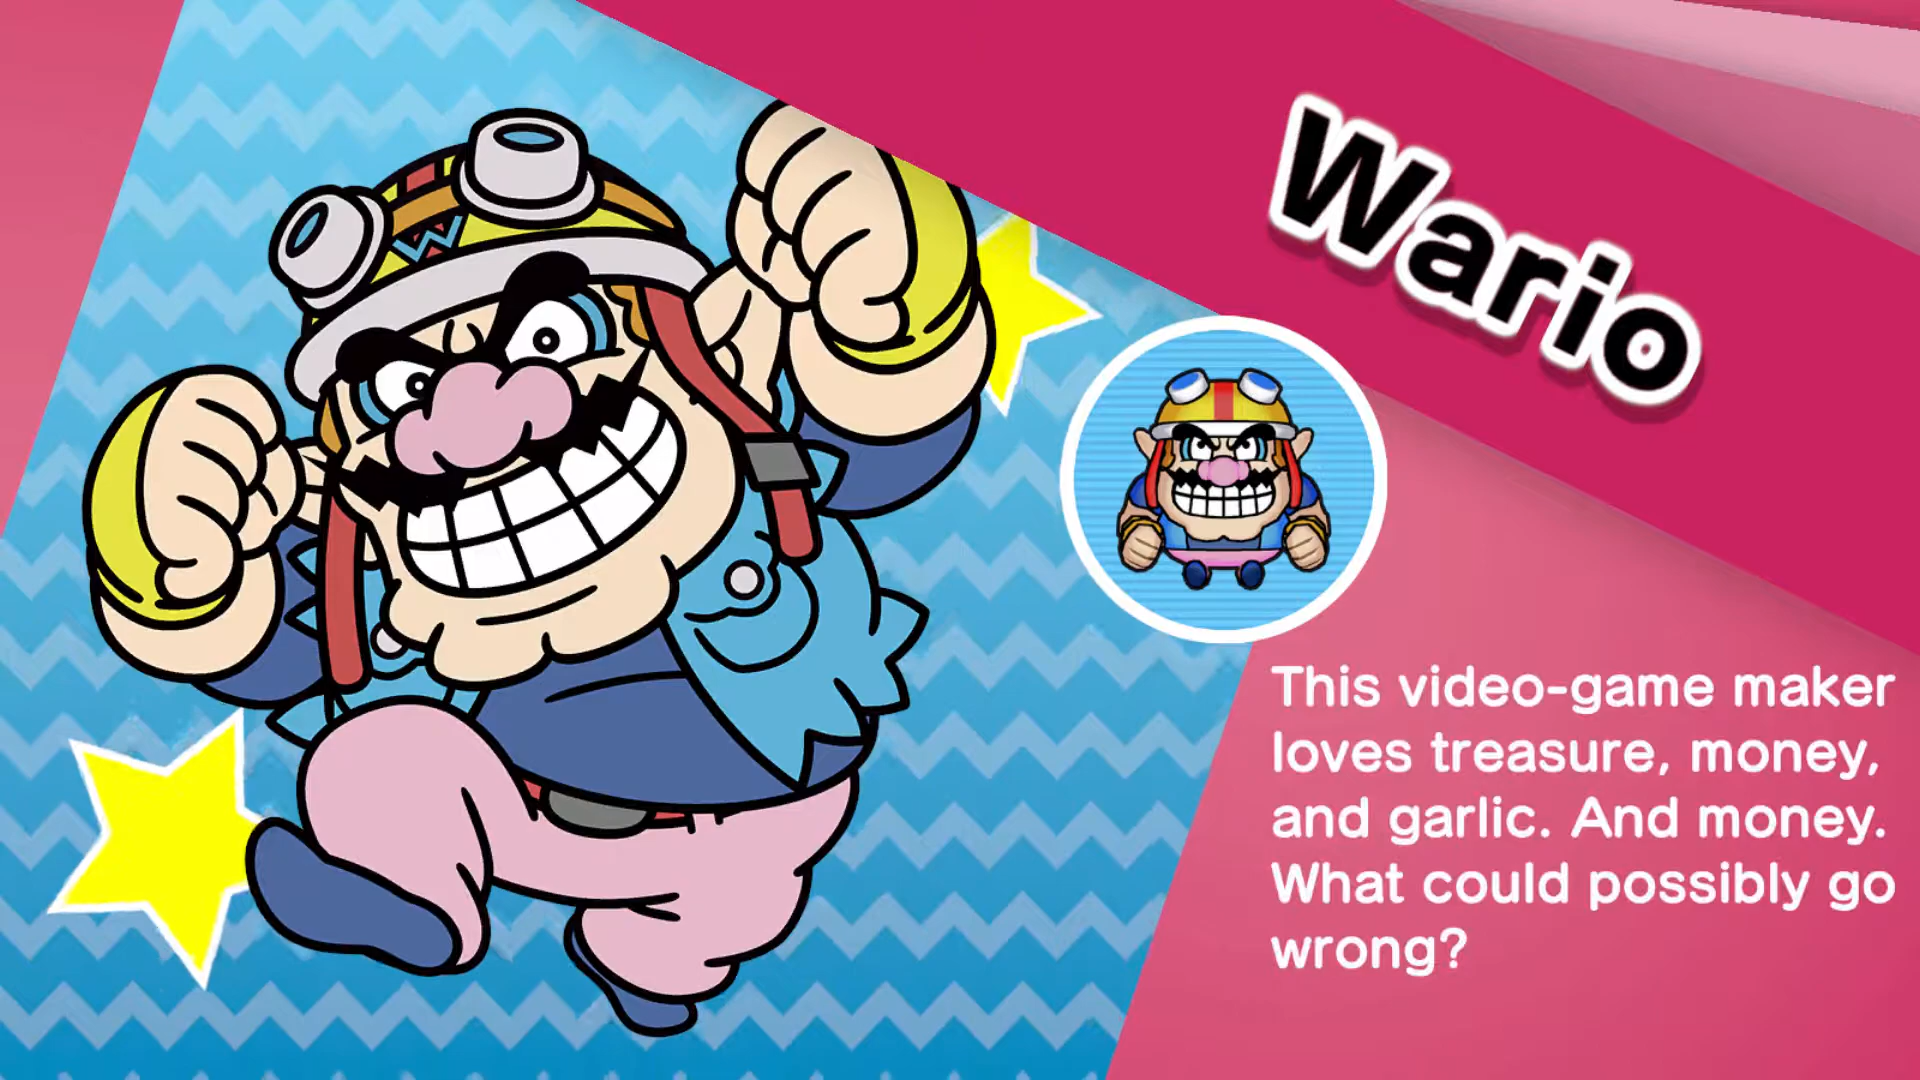 Wario
This video-game maker
loves treasure, money,
and garlic. And money.
What could possibly go
wrong?